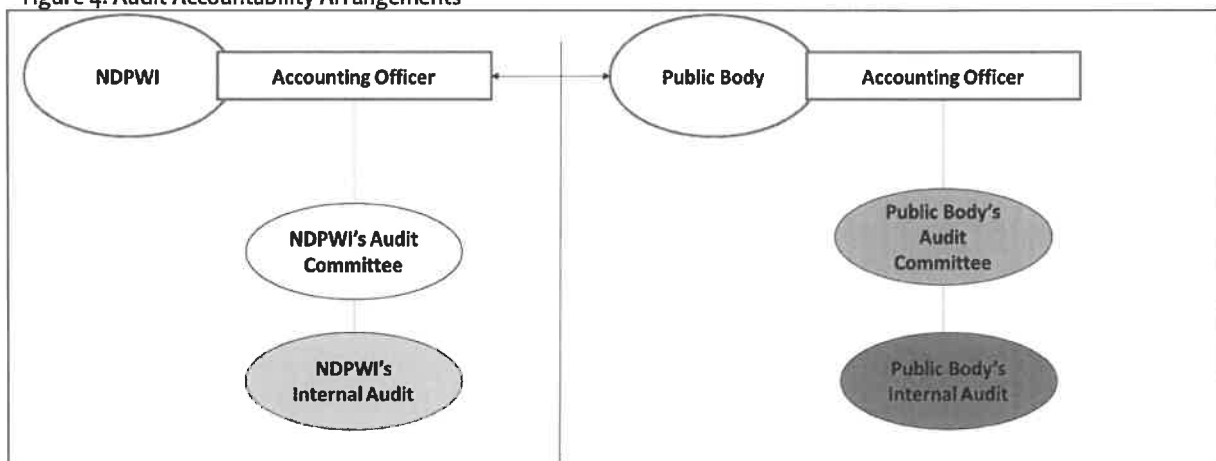 Figure 4: Audit Accountability Arrangements
NDPWI
Accounting Officer
Public Body
Accounting Officer
NDPWI's Audit
Committee
Public Body's
Audit
Committee
NDPWI's
Internal Audit
Public Body's
Internal Audit